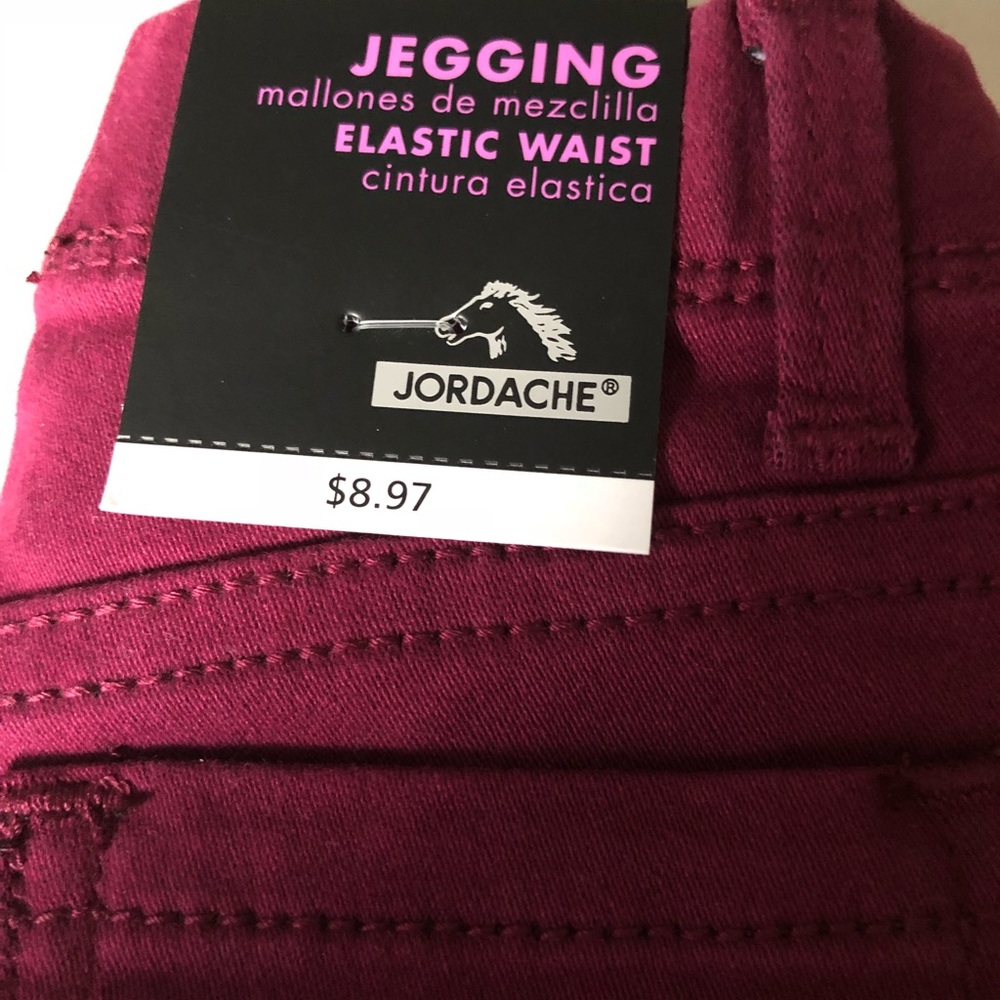 JEGGING
mallones de mezclilla
ELASTIC WAIST
cintura elastica
JORDACHE®
$8.97